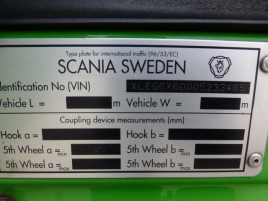 Type plate for international traffic (96/53/EC)
SCANIA SWEDEN
Identification No (VIN)
Vehicle L = m Vehicle W = m
Coupling device measurements (mm)
Hook a = Hook b =
5th Wheel a = min 5th Wheel b = min
5th Wheel a = max 5th Wheel b = max